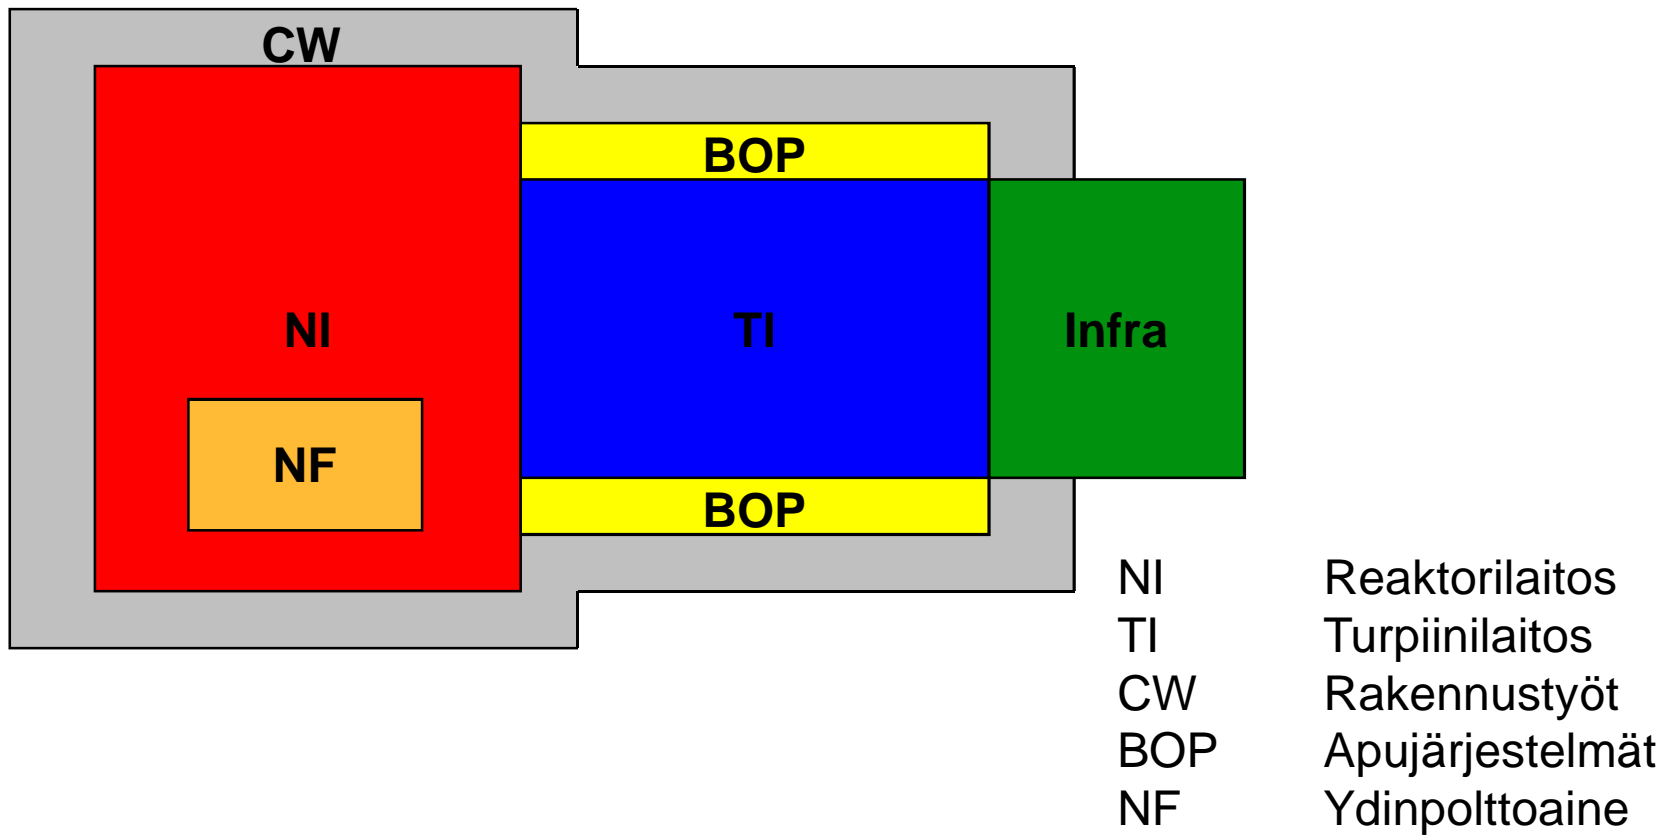 CW
BOP
NI
TI
Infra
NF
BOP
NI Reaktorilaitos
TI Turpiinilaitos
CW Rakennustyöt
BOP Apujärjestelmät
NF Ydinpolttoaine